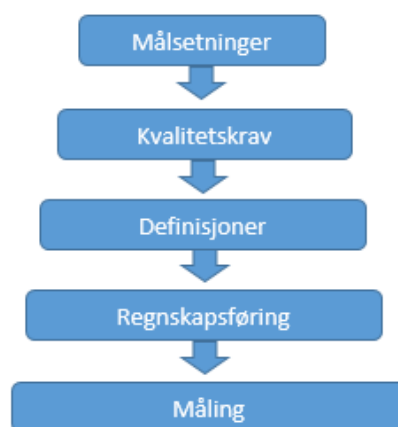 Målsetninger
Kvalitetskrav
Definisjoner
Regnskapsføring
Måling